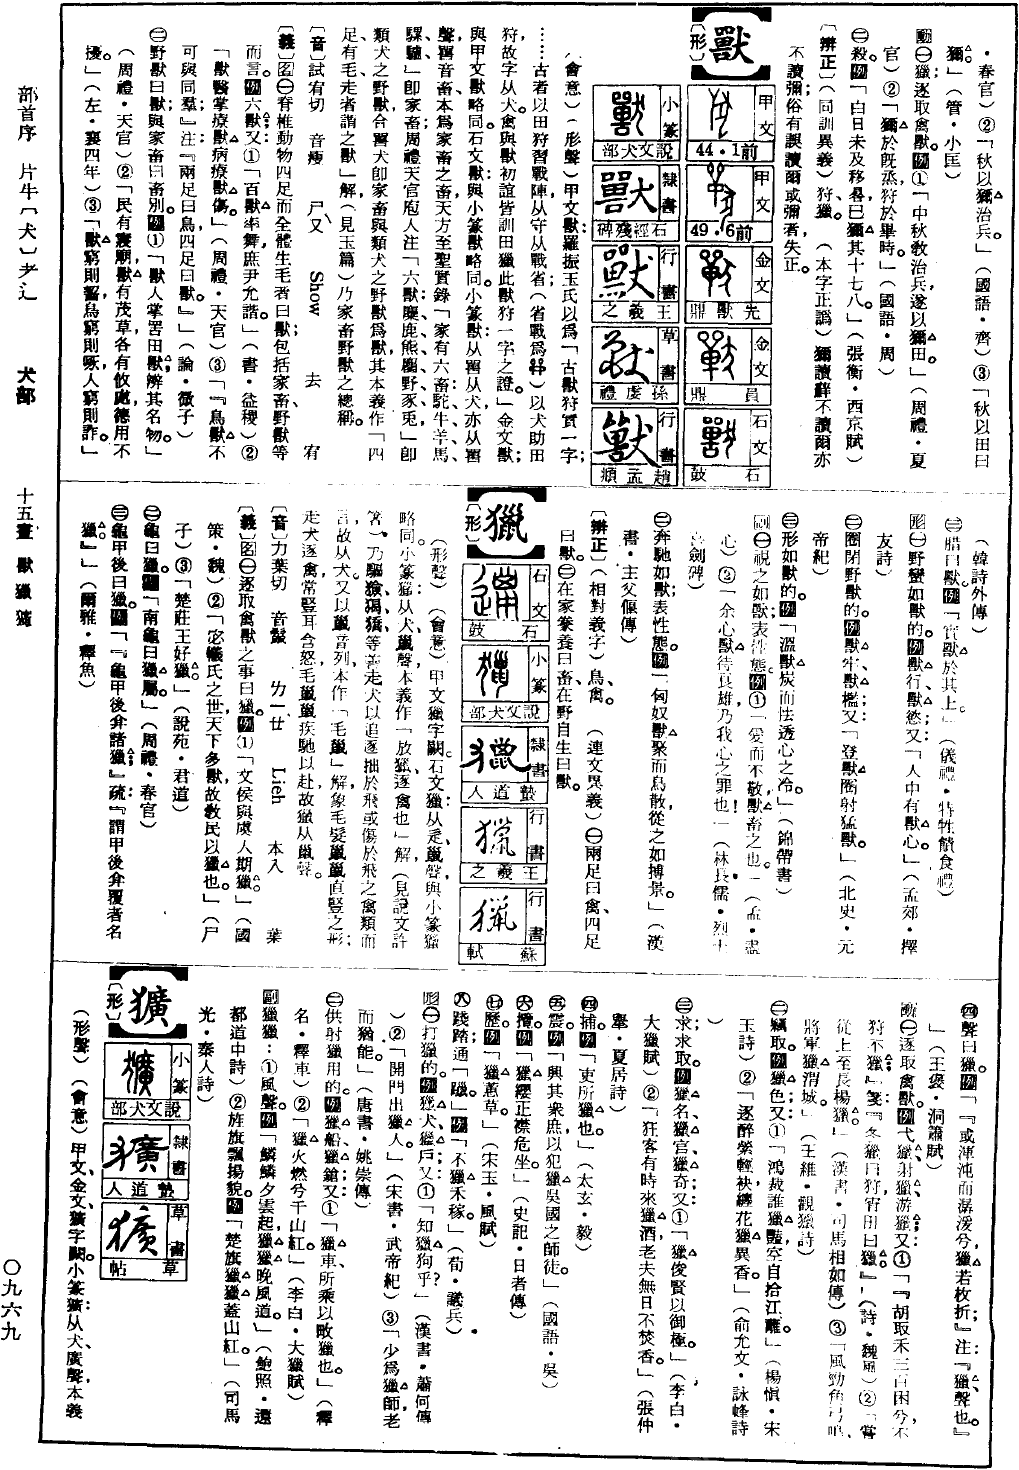 ・春官）②「秋以獮治兵」（國語・齊）③「秋以田曰
獮」（管・小匡）
動㊀獵；逐取禽獸。例①「中秋教治兵遂以獮田。」（周禮・夏
官）②「獮於既烝狩於畢時。」（國語・周）
㊁殺。例「白日未及移晷已獮其十七八。」（張衡・西京賦）
〔辨正〕（同訓異義）狩、獵。（本字正譌）獮讀蘚不讀爾亦
不讀彌俗有誤讀爾或彌者失正。
獸
〔形〕
甲文 前1・44
甲文 前6・49
金文 先獸鼎
金文 員鼎
石文 石鼓
小篆 說文犬部
隸書 石經殘碑
行書 王羲之
草書 孫虔禮
行書 趙孟頫
（會意）（形聲）甲文獸羅振玉氏以為「古獸狩實一字；
……古者以田狩習戰陣从守从戰省（省戰為）以犬助田
狩故字从犬。禽與獸初誼皆訓田獵此獸狩一字之證。」金文獸；
與甲文獸略同。石文獸；與小篆獸略同。小篆獸：从嘼从犬，亦从嘼
聲；嘼音畜本為家畜之畜，天方至聖實錄「家有六畜：駝、牛、羊、馬、
騾、驢」即家畜；周禮天官庖人注「六獸：麋、鹿、熊、麕、野豕、兎」即
類犬之野獸，合嘼犬即家畜與類犬之野獸為獸，其本義作「四
足有毛，走者謂之獸」解（見玉篇）乃家畜野獸之總稱。
〔音〕試宥切 音瘦 ㄕㄡ Show 去 宥
〔義〕名㊀脊椎動物四足而全體生毛者曰獸，包括家畜野獸等
而言。例六獸；又①「百獸率舞，庶尹允諧。」（書・益稷）②
「獸醫掌療獸病療獸傷。」（周禮・天官）③「『鳥獸不
可與同羣』注『兩足曰鳥四足曰獸。』」（論・微子）
㊁野獸曰獸；與家畜曰畜別。例①「獸人掌罟田獸，辨其名物。」
（周禮・天官）②「民有寢廟獸有茂草各有攸處德用不
擾。」（左・襄四年）③「獸窮則齧，鳥窮則啄，人窮則詐。」
（韓詩外傳）
㊂腊曰獸。例「實獸於其上。」（儀禮・特牲饋食禮）
形㊀野蠻如獸的。例獸行、獸慾；又「人中有獸心」（孟郊・擇
友詩）
㊁圈閉野獸的。例獸牢、獸檻；又「登獸圈射猛獸。」（北史・元
帝紀）
㊂形如獸的。例「溫獸炭而怯透心之冷。」（錦帶書）
副㊀視之如獸；表性態。例①「愛而不敬，獸畜之也。」（孟・盡
心）②「余心獸待良雄，乃我心之罪也！」（林長儒・烈士
喜劍碑）
㊁奔馳如獸；表性態。例「匈奴獸聚而鳥散從之如搏景。」（漢
書・主父偃傳）
〔辨正〕（相對義字）鳥、禽。（連文異義）㊀兩足曰禽、四足
曰獸。㊁在家豢養曰畜、在野自生曰獸。
獵
〔形〕
石文 石鼓
小篆 說文犬部
隸書 蟄道人
行書 王羲之
行書 蘇軾
（形聲）（會意）甲文獵字闕。石文獵：从辵，巤聲，與小篆獵
略同。小篆獵：从犬，巤聲，本義作「放獵，逐禽也」解（見說文許
箸）乃驅獫、猲獢、等善走犬以追逐拙於飛或傷於飛之禽類而
言，故从犬。又以巤音列，本作「毛巤」解，象毛髮巤巤直豎之形；
走犬逐禽常豎耳含怒毛巤巤疾馳以赴，故獵从巤聲。
〔音〕力葉切 音鬣 ㄌㄧㄝ Lieh 本入 葉
〔義〕名㊀逐取禽獸之事曰獵。例①「文侯與虞人期獵。」（國
策・魏）②「宓犧氏之世，天下多獸故教民以獵也。」（尸
子）③「楚莊王好獵。」（說苑・君道）
㊁龜曰獵。例「南龜曰獵屬。」（周禮・春官）
㊂龜甲後曰獵。例「『龜甲後弇諸獵』疏『謂甲後弇覆者名
獵』」（爾雅・釋魚）
㊃聲曰獵。例「『或渾沌而潺湲兮，獵若枚折；』注『獵，聲也。』
」（王褒・洞簫賦）
動㊀逐取禽獸。例弋獵、射獵、游獵；又①「『胡取禾三百囷兮，不
狩不獵。』箋『冬獵曰狩，宵田曰獵。』」（詩・魏風）②「嘗
從上至長楊獵。」（漢書・司馬相如傳）③「風勁角弓鳴，
將軍獵渭城。」（王維・觀獵詩）
㊁竊取。例獵色；又①「鴻裁誰獵豔，空自拾江蘺。」（楊愼・宋
玉詩）②「逐醉縈輕袂，纏花獵異香。」（俞允文・詠蜂詩
）
㊂求；求取。例獵名、獵官、獵奇；又①「獵俊賢以御極。」（李白・
大獵賦）②「狂客有時來獵酒，老夫無日不焚香。」（張仲
舉・夏居詩）
㊃捕。例「吏所獵也。」（太玄・毅）
㊄震。例「與其衆庶以犯獵吳國之師徒。」（國語・吳）
㊅攬。例「獵纓正襟危坐。」（史記・日者傳）
㊆歷。例「獵蕙草。」（宋玉・風賦）
㊇踐踏；通「躐」。例「不獵禾稼。」（荀・議兵）
形㊀打獵的。例獵犬、獵戶；又①「知獵狗乎？」（漢書・蕭何傳
）②「開門出獵人。」（宋書・武帝紀）③「少為獵師，老
而猶能。」（唐書・姚崇傳）
㊁供射獵用的。例獵船、獵鎗；又①「獵車所乘以畋獵也。」（釋
名・釋車）②「獵火燃兮千山紅。」（李白・大獵賦）
副獵獵：①風聲。例「鱗鱗夕雲起，獵獵晚風遒。」（鮑照・還
都道中詩）②旌旗飄揚貌。例「楚旗獵獵蓋山紅。」（司馬
光・秦人詩）
獷
〔形〕
小篆 說文犬部
隸書 蟄道人
草書 草帖
（形聲）（會意）甲文、金文、獷字闕。小篆獷：从犬，廣聲，本義
部首序 片牛〔犬〕歺辶 犬部 十五畫 獸獵獷 〇九六九